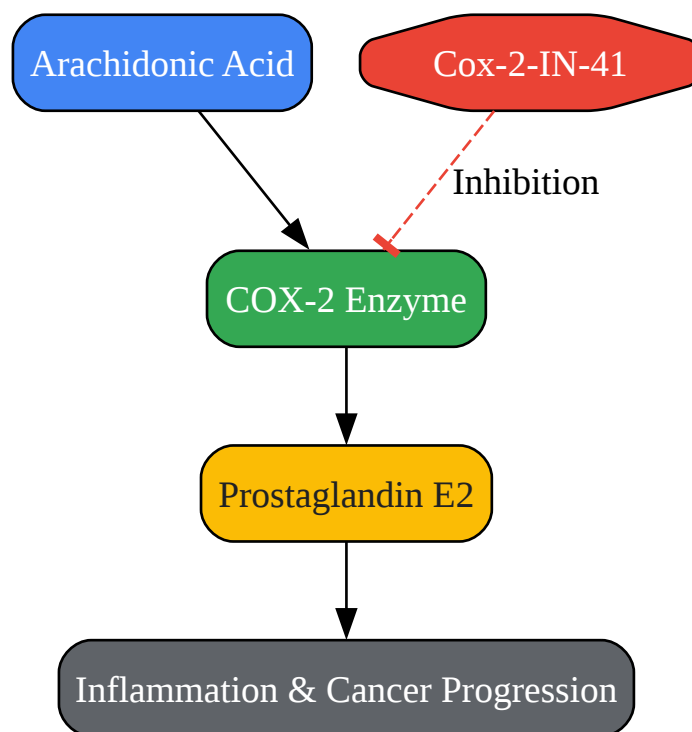 Arachidonic Acid
Cox-2-IN-41
Inhibition
COX-2 Enzyme
Prostaglandin E2
Inflammation & Cancer Progression